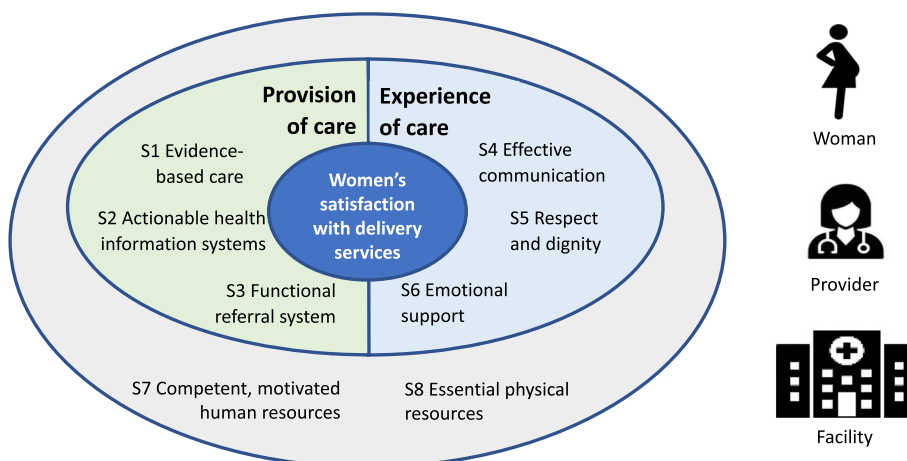 Provision
of care
Experience
of care
S1 Evidence-
based care
S2 Actionable health
information systems
S3 Functional
referral system
Women's
satisfaction
with delivery
services
S4 Effective
communication
S5 Respect
and dignity
S6 Emotional
support
S7 Competent, motivated
human resources
S8 Essential physical
resources
Woman
Provider
Facility